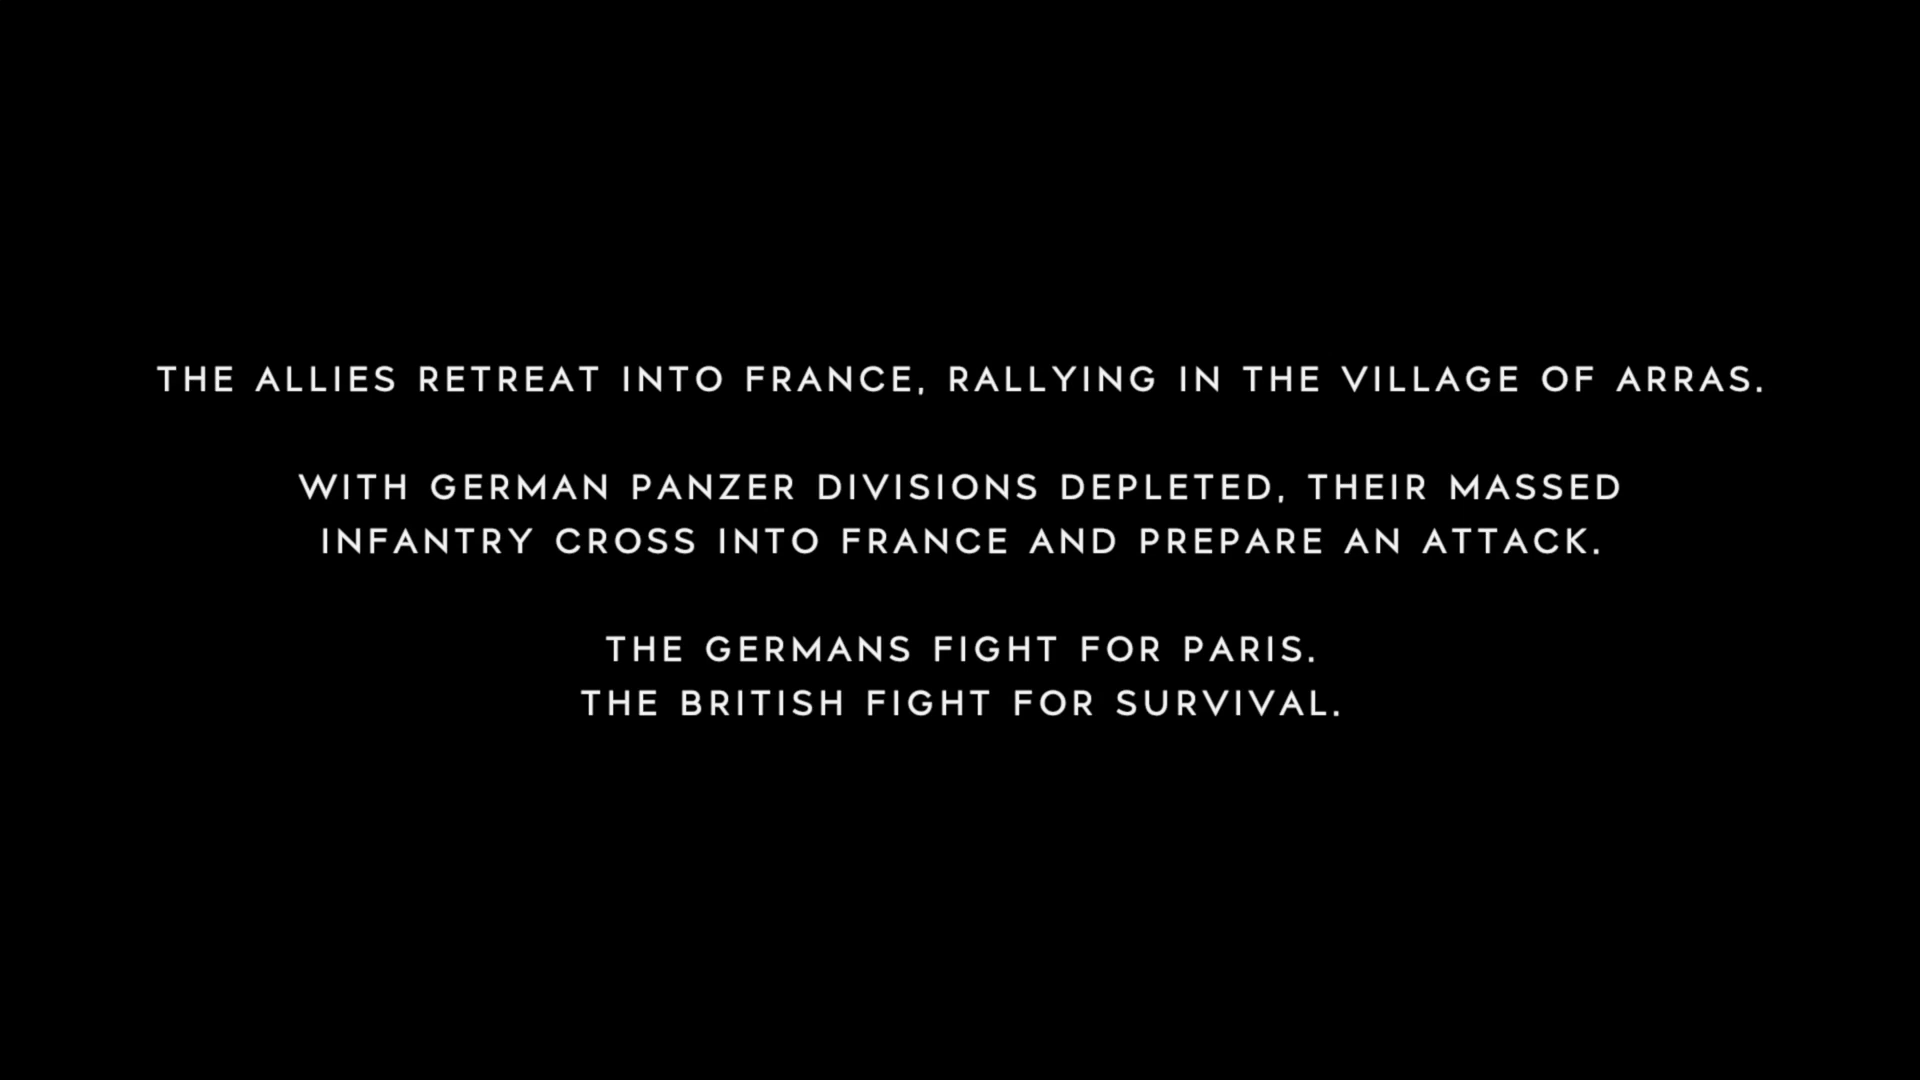 THE ALLIES RETREAT INTO FRANCE, RALLYING IN THE VILLAGE OF ARRAS.
WITH GERMAN PANZER DIVISIONS DEPLETED, THEIR MASSED
INFANTRY CROSS INTO FRANCE AND PREPARE AN ATTACK.
THE GERMANS FIGHT FOR PARIS.
THE BRITISH FIGHT FOR SURVIVAL.